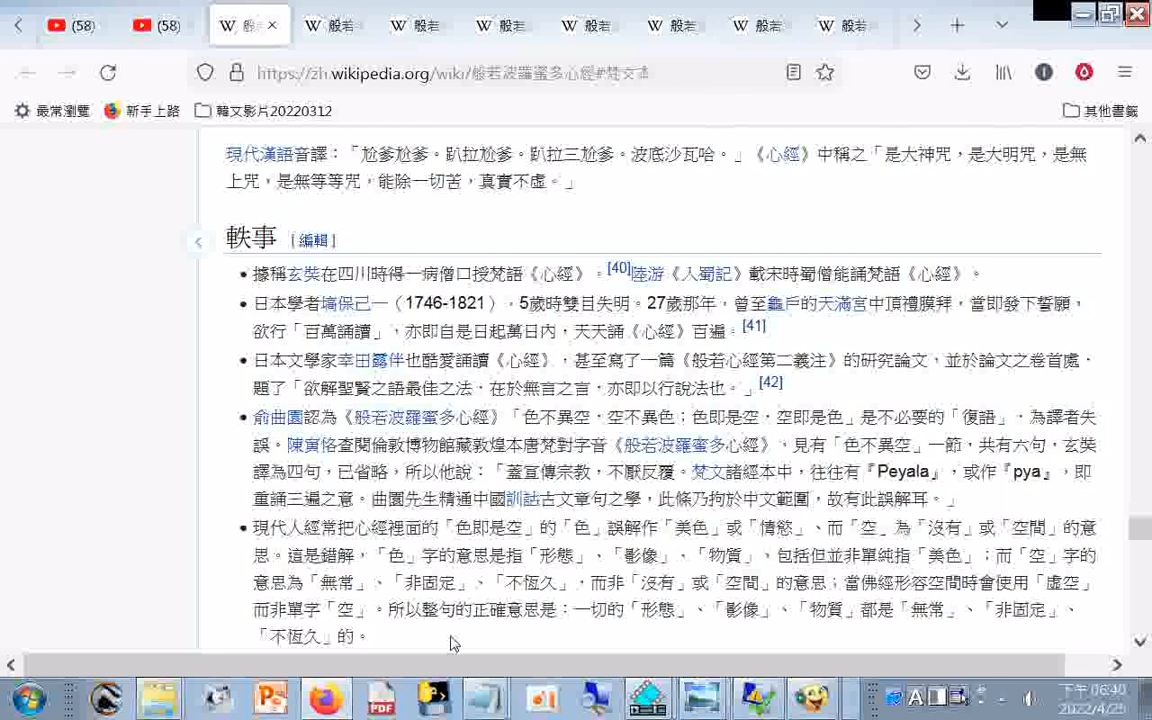 (58)
(58)
般
般若
般若
般若
般若
般若
般若
般若
https://zh.wikipedia.org/wiki/般若波羅蜜多心經#梵文本
最常瀏覽
新手上路
韓文影片20220312
其他書籤
現代漢語音譯：「尬爹尬爹。趴拉尬爹。趴拉三尬爹。波底沙瓦哈。」《心經》中稱之「是大神咒，是大明咒，是無
上咒，是無等等咒，能除一切苦，真實不虛。」
軼事 [編輯]
據稱玄奘在四川時得一病僧口授梵語《心經》。[40]陸游《入蜀記》載宋時蜀僧能誦梵語《心經》。
日本學者塙保己一（1746-1821），5歲時雙目失明。27歲那年，曾至龜戶的天滿宮中頂禮膜拜，當即發下誓願，
欲行「百萬誦讀」，亦即自是日起萬日內，天天誦《心經》百遍。[41]
日本文學家幸田露伴也酷愛誦讀《心經》，甚至寫了一篇《般若心經第二義注》的研究論文，並於論文之卷首處，
題了「欲解聖賢之語最佳之法，在於無言之言，亦即以行說法也。」[42]
俞曲園認為《般若波羅蜜多心經》「色不異空，空不異色；色即是空，空即是色」是不必要的「復語」，為譯者失
誤。陳寅恪查閱倫敦博物館藏敦煌本唐梵對字音《般若波羅蜜多心經》，見有「色不異空」一節，共有六句，玄奘
譯為四句，已省略，所以他說：「蓋宣傳宗教，不厭反覆。梵文諸經本中，往往有『Peyala』，或作『pya』，即
重誦三遍之意。曲園先生精通中國訓詁古文章句之學，此條乃拘於中文範圍，故有此誤解耳。」
現代人經常把心經裡面的「色即是空」的「色」誤解作「美色」或「情慾」、而「空」為「沒有」或「空間」的意
思。這是錯解，「色」字的意思是指「形態」、「影像」、「物質」，包括但並非單純指「美色」；而「空」字的
意思為「無常」、「非固定」、「不恆久」，而非「沒有」或「空間」的意思；當佛經形容空間時會使用「虛空」
而非單字「空」。所以整句的正確意思是：一切的「形態」、「影像」、「物質」都是「無常」、「非固定」、
「不恆久」的。
下午 06:40
2022/4/25